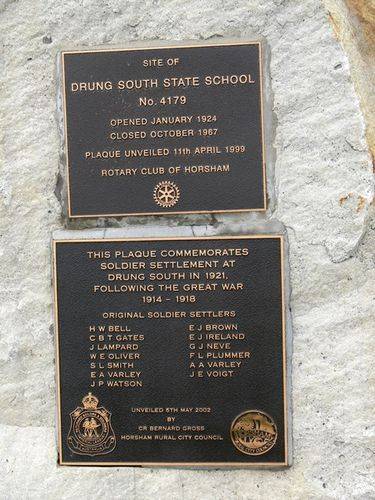 SITE OF
DRUNG SOUTH STATE SCHOOL
No. 4179
OPENED JANUARY 1924
CLOSED OCTOBER 1967
PLAQUE UNVEILED 11th APRIL 1999
ROTARY CLUB OF HORSHAM
THIS PLAQUE COMMEMORATES
SOLDIER SETTLEMENT AT
DRUNG SOUTH IN 1921,
FOLLOWING THE GREAT WAR
1914 - 1918
ORIGINAL SOLDIER SETTLERS
H W BELL
C B T GATES
J LAMPARD
W E OLIVER
S L SMITH
E A VARLEY
J P WATSON
E J BROWN
E J IRELAND
G J NEVE
F L PLUMMER
A A VARLEY
J E VOIGT
UNVEILED 5TH MAY 2002
BY
CR BERNARD GROSS
HORSHAM RURAL CITY COUNCIL
HORSHAM